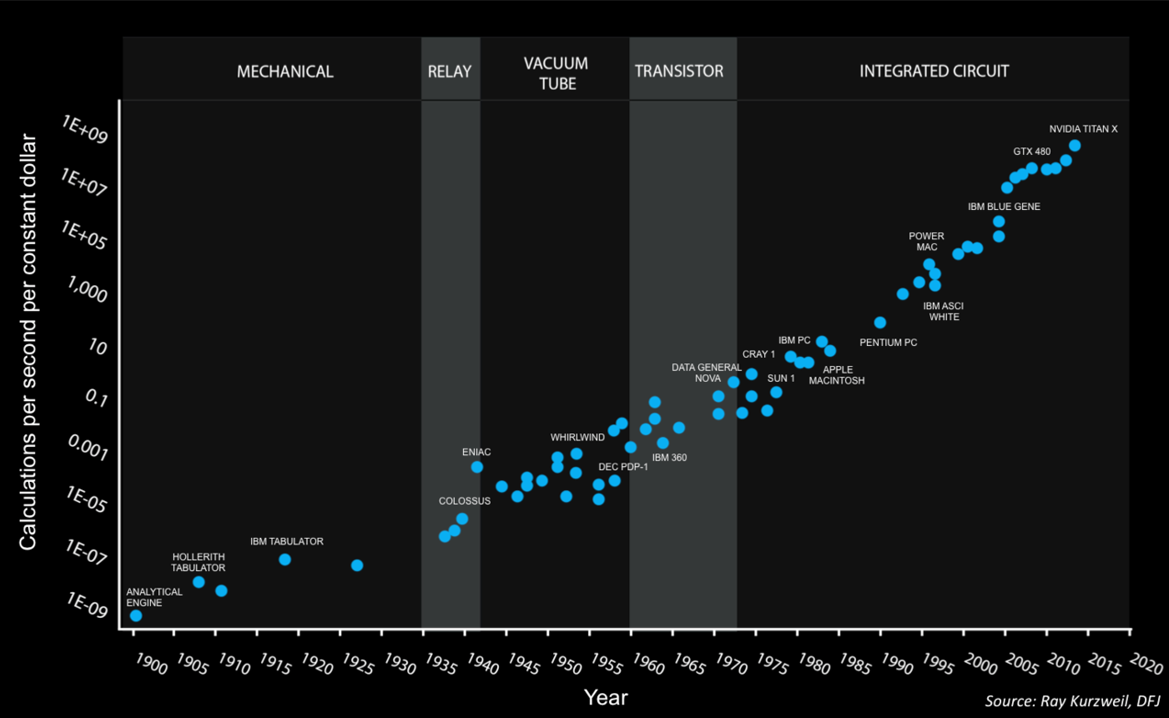 MECHANICAL
RELAY
VACUUM
TUBE
TRANSISTOR
INTEGRATED CIRCUIT
Calculations per second per constant dollar
1E+09
1E+07
1E+05
1,000
10
0.1
0.001
1E-05
1E-07
1E-09
ANALYTICAL
ENGINE
HOLLERITH
TABULATOR
IBM TABULATOR
COLOSSUS
ENIAC
WHIRLWIND
DEC PDP-1
IBM 360
DATA GENERAL
NOVA
CRAY 1
SUN 1
IBM PC
APPLE
MACINTOSH
PENTIUM PC
POWER
MAC
IBM ASCI
WHITE
IBM BLUE GENE
GTX 480
NVIDIA TITAN X
1900
1905
1910
1915
1920
1925
1930
1935
1940
1945
1950
1955
1960
1965
1970
1975
1980
1985
1990
1995
2000
2005
2010
2015
2020
Year
Source: Ray Kurzweil, DFJ